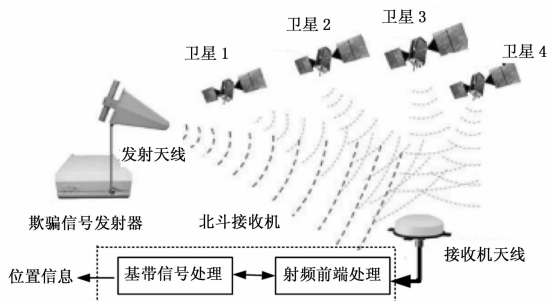 卫星 1
卫星 2
卫星 3
卫星 4
发射天线
欺骗信号发射器
北斗接收机
接收机天线
位置信息
基带信号处理
射频前端处理